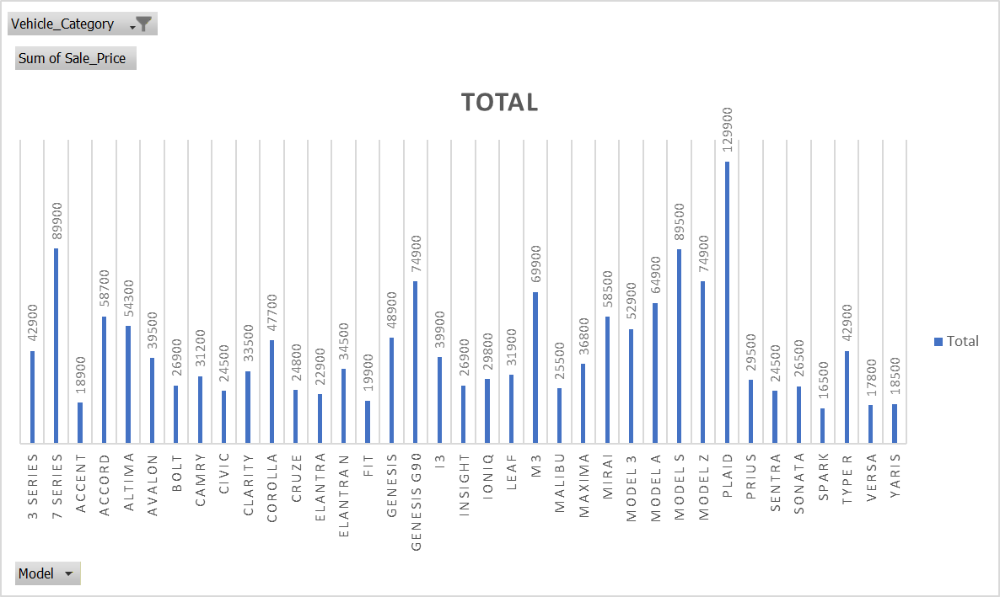 Vehicle_Category
Sum of Sale_Price
TOTAL
42900
89900
18900
58700
54300
39500
26900
31200
24500
33500
47700
24800
22900
34500
19900
48900
74900
39900
26900
29800
31900
69900
25500
36800
58500
52900
64900
89500
74900
129900
29500
24500
26500
16500
42900
17800
18500
Total
3 SERIES
7 SERIES
ACCENT
ACCORD
ALTIMA
AVALON
BOLT
CAMRY
CIVIC
CLARITY
COROLLA
CRUZE
ELANTRA
ELANTRA N
FIT
GENESIS
GENESIS G90
I3
INSIGHT
IONIQ
LEAF
M3
MALIBU
MAXIMA
MIRAI
MODEL 3
MODEL A
MODEL S
MODEL Z
PLAID
PRIUS
SENTRA
SONATA
SPARK
TYPE R
VERSA
YARIS
Model